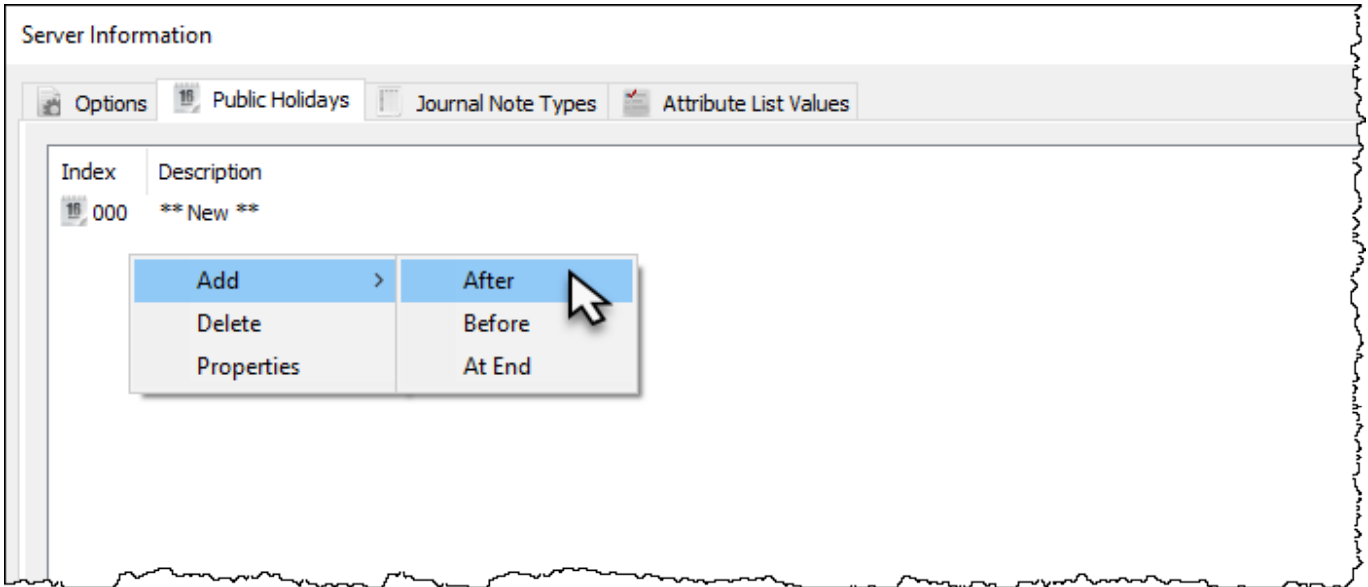 Server Information
Options Public Holidays Journal Note Types Attribute List Values
Index Description
16 000 ** New **
Add > After
Delete Before
Properties At End